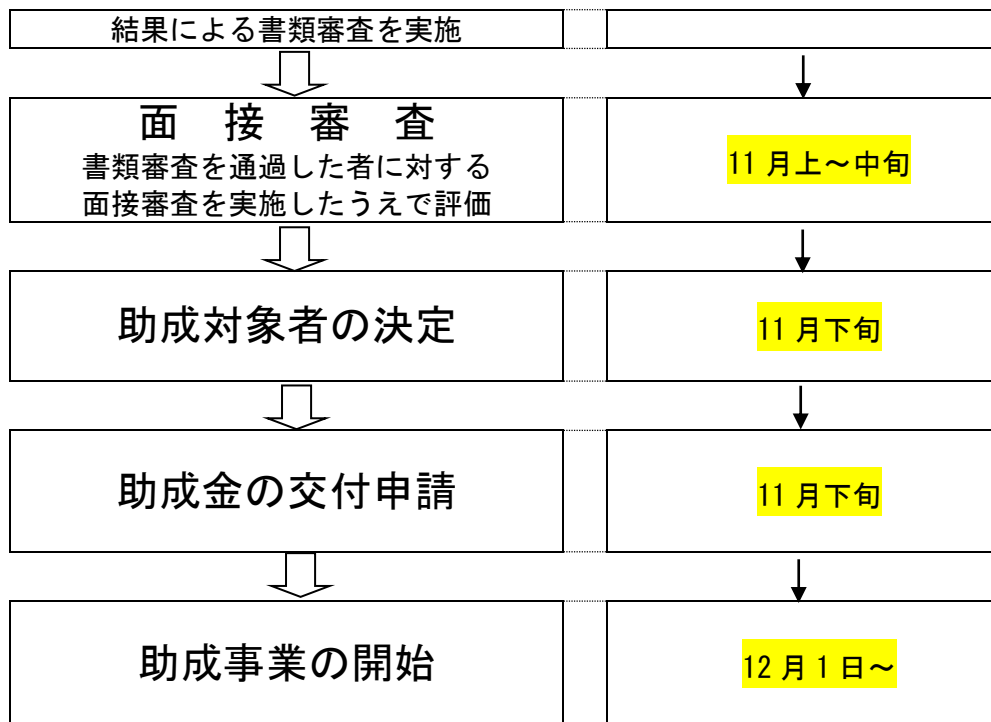 結果による書類審査を実施
面　接　審　査
書類審査を通過した者に対する
面接審査を実施したうえで評価
11 月上～中旬
助成対象者の決定
11 月下旬
助成金の交付申請
11 月下旬
助成事業の開始
12 月 1 日～